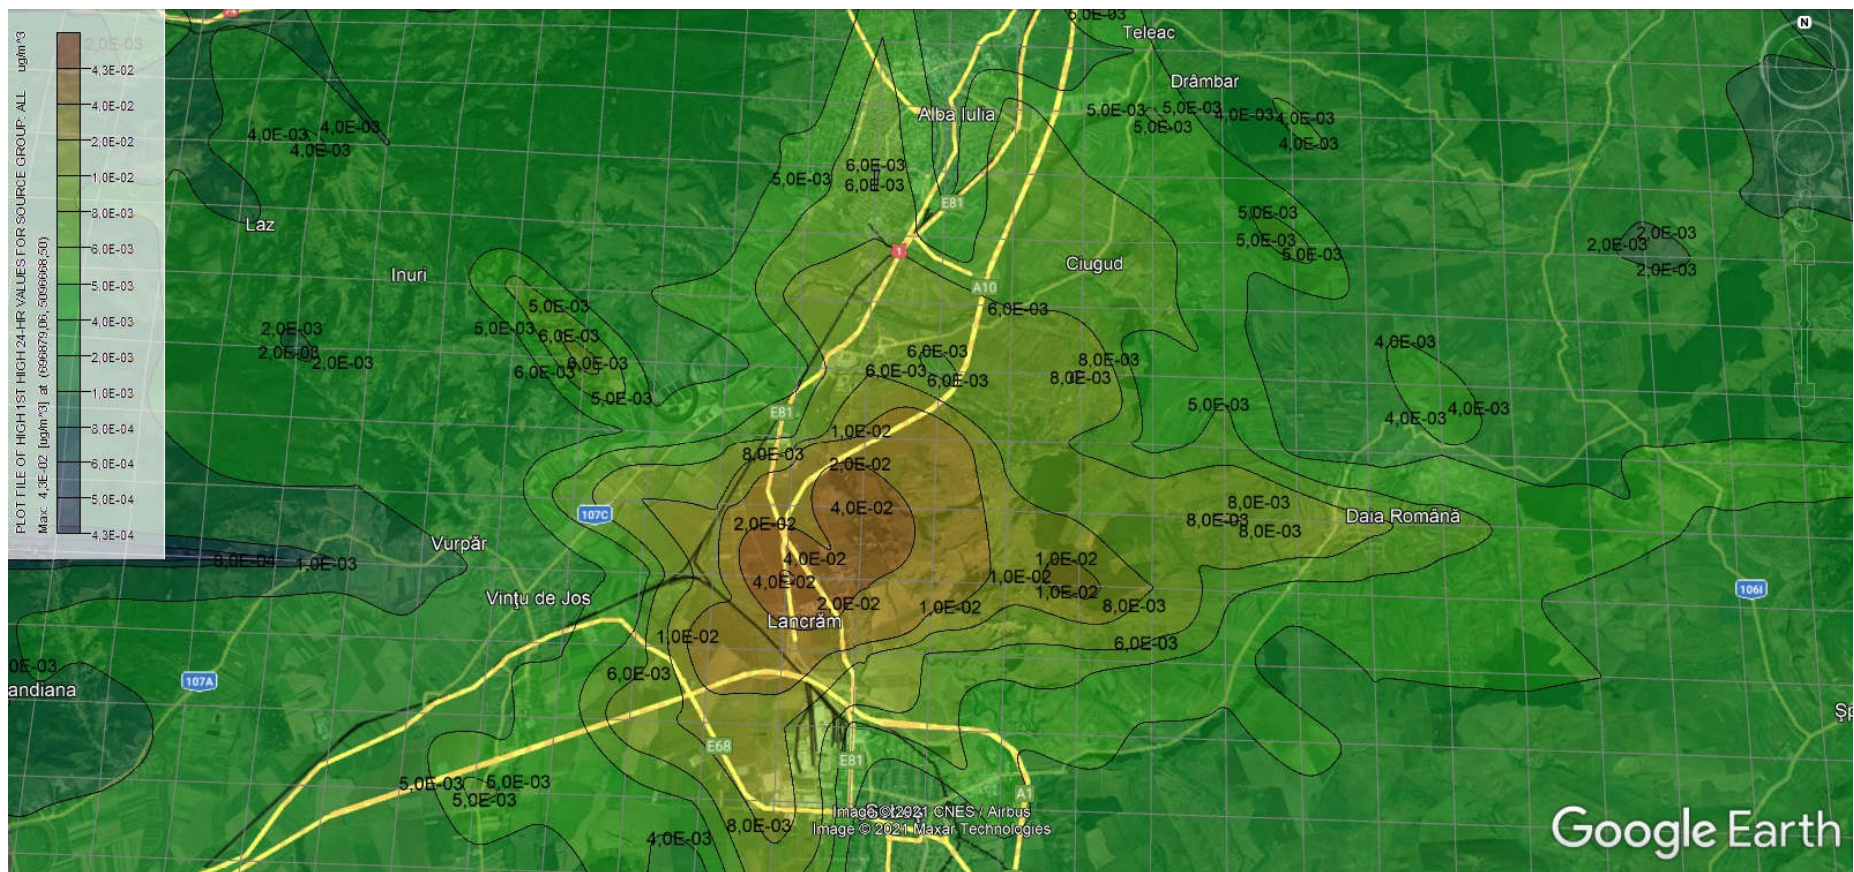 PLOT FILE OF HIGH 1ST HIGH 24-HR VALUES FOR SOURCE GROUP: ALL ug/m^3
Max: 4,3E-02 [ug/m^3] at (696879,06, 5096668,50)
2,0E-03
4,3E-02
4,0E-02
2,0E-02
1,0E-02
8,0E-03
6,0E-03
5,0E-03
4,0E-03
2,0E-03
1,0E-03
8,0E-04
6,0E-04
5,0E-04
4,3E-04
74
5,0E-03
N
Teleac
Drâmbar
Alba Iulia
5,0E-03 5,0E-03 4,0E-03 4,0E-03
5,0E-03
4,0E-03
4,0E-03 4,0E-03
4,0E-03
6,0E-03
5,0E-03
6,0E-03
E81
Laz
5,0E-03
5,0E-03
5,0E-03
2,0E-03
2,0E-03
2,0E-03
1
Inuri
Ciugud
A10
6,0E-03
5,0E-03
5,0E-03
6,0E-03
6,0E-03
6,0E-03
5,0E-03
2,0E-03
2,0E-03
2,0E-03
6,0E-03
6,0E-03
6,0E-03
8,0E-03
8,0E-03
4,0E-03
4,0E-03
4,0E-03
5,0E-03
E81
1,0E-02
8,0E-03
2,0E-02
4,0E-02
2,0E-02
4,0E-02
4,0E-02
2,0E-02
107C
8,0E-03
8,0E-03
8,0E-03
Daia Română
Vurpăr
8,0E-04
1,0E-03
1,0E-02
1,0E-02
1,0E-02
1,0E-02
8,0E-03
106I
Vințu de Jos
Lancrăm
1,0E-02
6,0E-03
6,0E-03
0E-03
andiana
107A
Șp
E68
E81
A1
5,0E-03
5,0E-03
5,0E-03
8,0E-03
4,0E-03
Image © 2021 CNES / Airbus
Image © 2021 Maxar Technologies
Google Earth